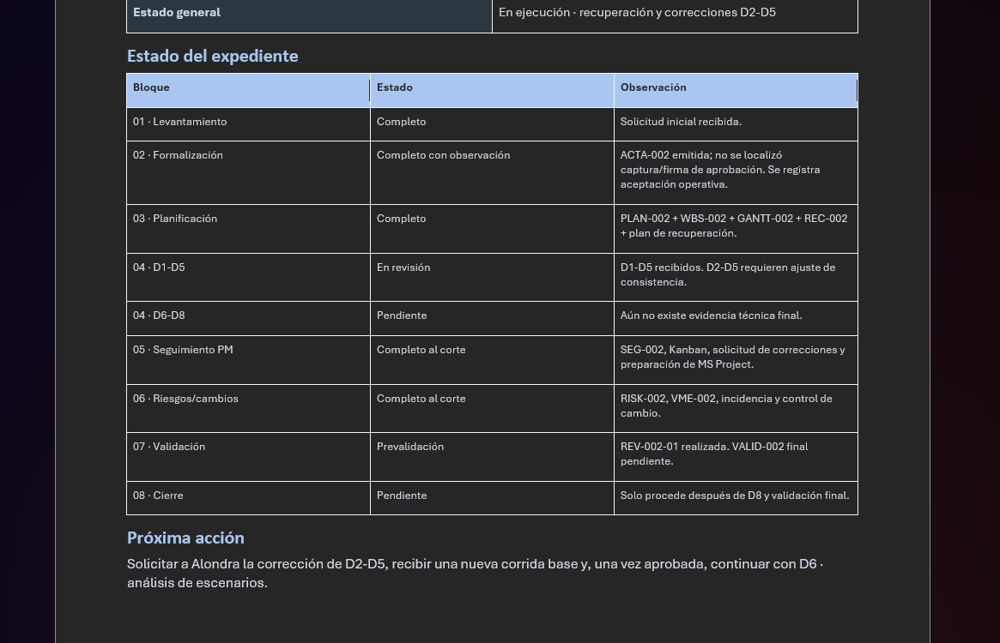 Estado general
En ejecución · recuperación y correcciones D2-D5
Estado del expediente
Bloque
Estado
Observación
01 · Levantamiento
Completo
Solicitud inicial recibida.
02 · Formalización
Completo con observación
ACTA-002 emitida; no se localizó
captura/firma de aprobación. Se registra
aceptación operativa.
03 · Planificación
Completo
PLAN-002 + WBS-002 + GANTT-002 + REC-002
+ plan de recuperación.
04 · D1-D5
En revisión
D1-D5 recibidos. D2-D5 requieren ajuste de
consistencia.
04 · D6-D8
Pendiente
Aún no existe evidencia técnica final.
05 · Seguimiento PM
Completo al corte
SEG-002, Kanban, solicitud de correcciones y
preparación de MS Project.
06 · Riesgos/cambios
Completo al corte
RISK-002, VME-002, incidencia y control de
cambio.
07 · Validación
Prevalidación
REV-002-01 realizada. VALID-002 final
pendiente.
08 · Cierre
Pendiente
Solo procede después de D8 y validación final.
Próxima acción
Solicitar a Alondra la corrección de D2-D5, recibir una nueva corrida base y, una vez aprobada, continuar con D6 ·
análisis de escenarios.